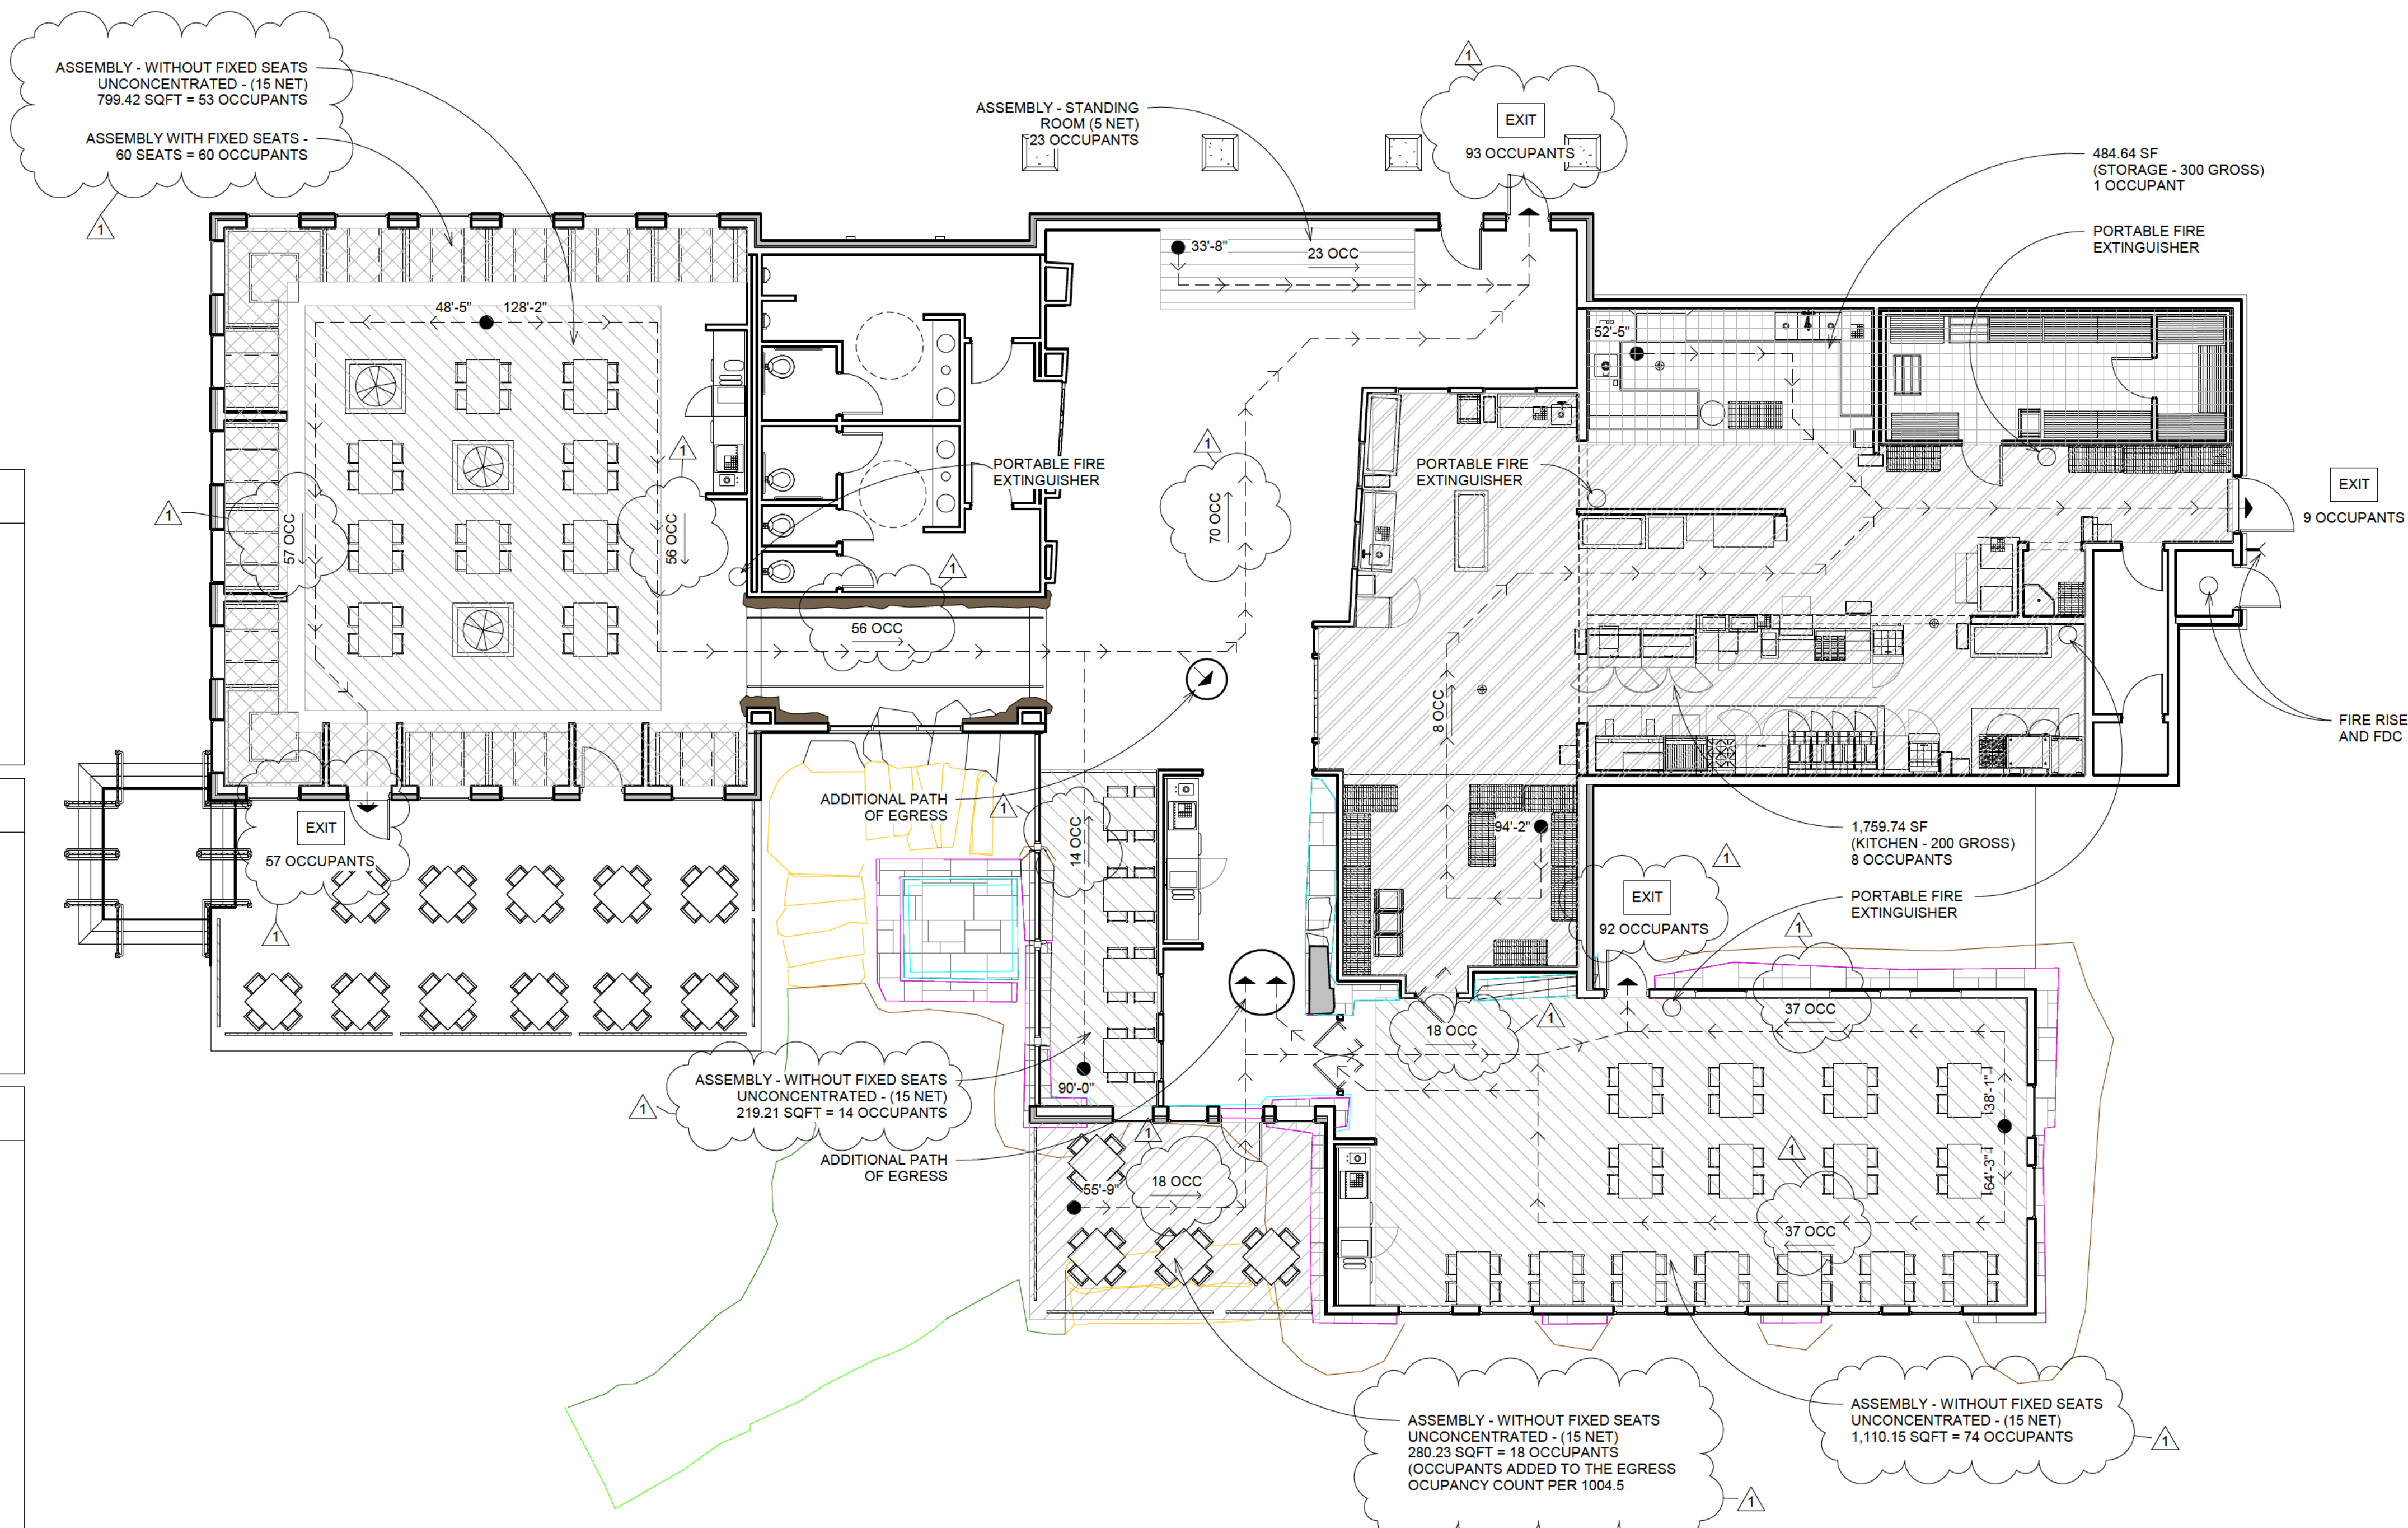 ASSEMBLY - WITHOUT FIXED SEATS
UNCONCENTRATED - (15 NET)
799.42 SQFT = 53 OCCUPANTS
ASSEMBLY WITH FIXED SEATS -
60 SEATS = 60 OCCUPANTS
1
ASSEMBLY - STANDING
ROOM (5 NET)
23 OCCUPANTS
1
EXIT
93 OCCUPANTS
484.64 SF
(STORAGE - 300 GROSS)
1 OCCUPANT
PORTABLE FIRE
EXTINGUISHER
33'-8"
23 OCC
48'-5"
128'-2"
52'-5"
1
57 OCC
1
56 OCC
PORTABLE FIRE
EXTINGUISHER
1
70 OCC
PORTABLE FIRE
EXTINGUISHER
EXIT
9 OCCUPANTS
1
56 OCC
8 OCC
FIRE RISE
AND FDC
ADDITIONAL PATH
OF EGRESS
1
14 OCC
EXIT
57 OCCUPANTS
1
94'-2"
1,759.74 SF
(KITCHEN - 200 GROSS)
8 OCCUPANTS
1
EXIT
92 OCCUPANTS
PORTABLE FIRE
EXTINGUISHER
1
37 OCC
1
18 OCC
ASSEMBLY - WITHOUT FIXED SEATS
UNCONCENTRATED - (15 NET)
219.21 SQFT = 14 OCCUPANTS
1
90'-0"
38'-1"
64'-3"
ADDITIONAL PATH
OF EGRESS
1
18 OCC
55'-9"
1
37 OCC
ASSEMBLY - WITHOUT FIXED SEATS
UNCONCENTRATED - (15 NET)
280.23 SQFT = 18 OCCUPANTS
(OCCUPANTS ADDED TO THE EGRESS
OCUPANCY COUNT PER 1004.5
1
ASSEMBLY - WITHOUT FIXED SEATS
UNCONCENTRATED - (15 NET)
1,110.15 SQFT = 74 OCCUPANTS
1